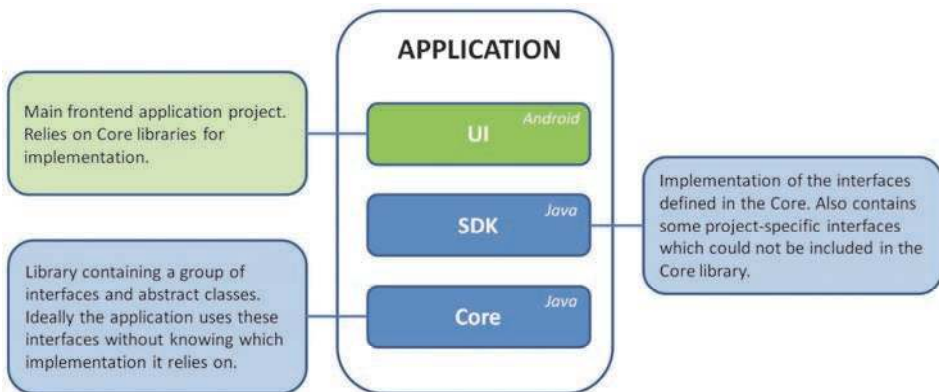 APPLICATION
Main frontend application project.
Relies on Core libraries for
implementation.
Android
UI
Java
SDK
Implementation of the interfaces
defined in the Core. Also contains
some project-specific interfaces
which could not be included in the
Core library.
Library containing a group of
interfaces and abstract classes.
Ideally the application uses these
interfaces without knowing which
implementation it relies on.
Java
Core